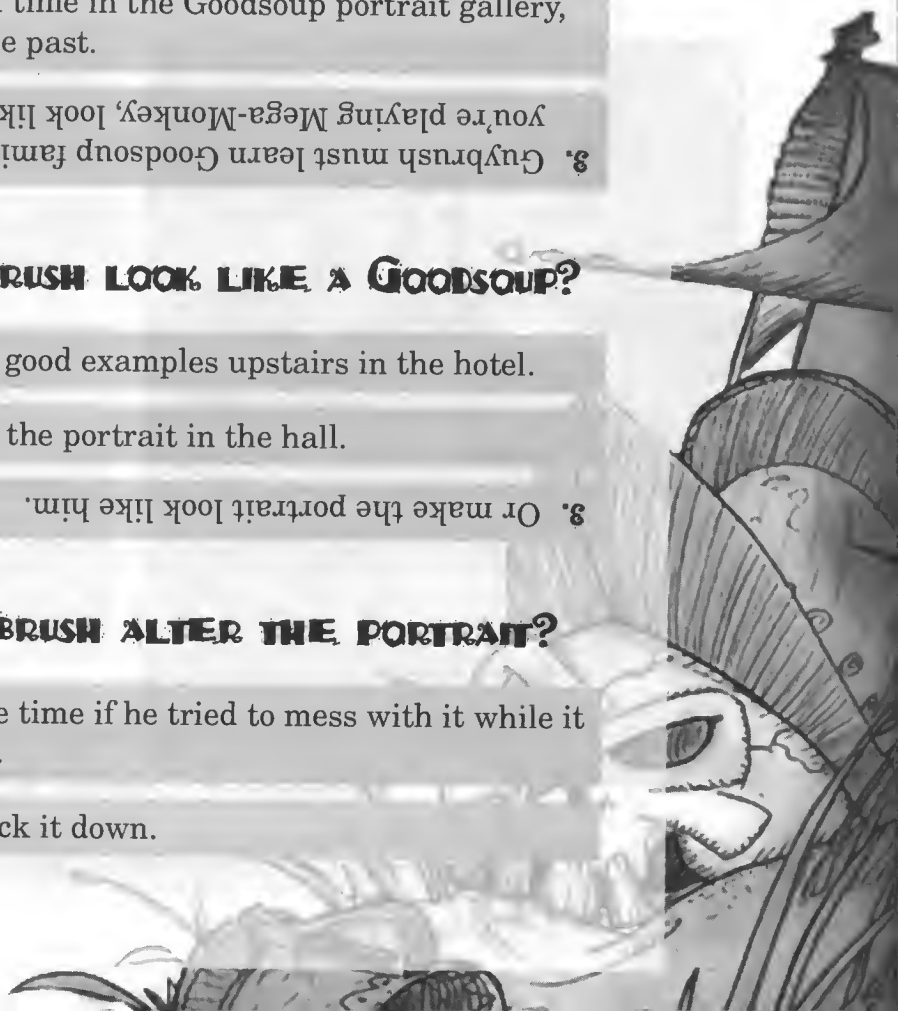 time in the Goodsoup portrait gallery,
e past.
3. Guybrush must learn Goodsoup fami
you're playing Mega-Monkey, look lik
RUSH LOOK LIKE A GOODSOUP?
good examples upstairs in the hotel.
the portrait in the hall.
3. Or make the portrait look like him.
BRUSH ALTER THE PORTRAIT?
e time if he tried to mess with it while it
.
ck it down.